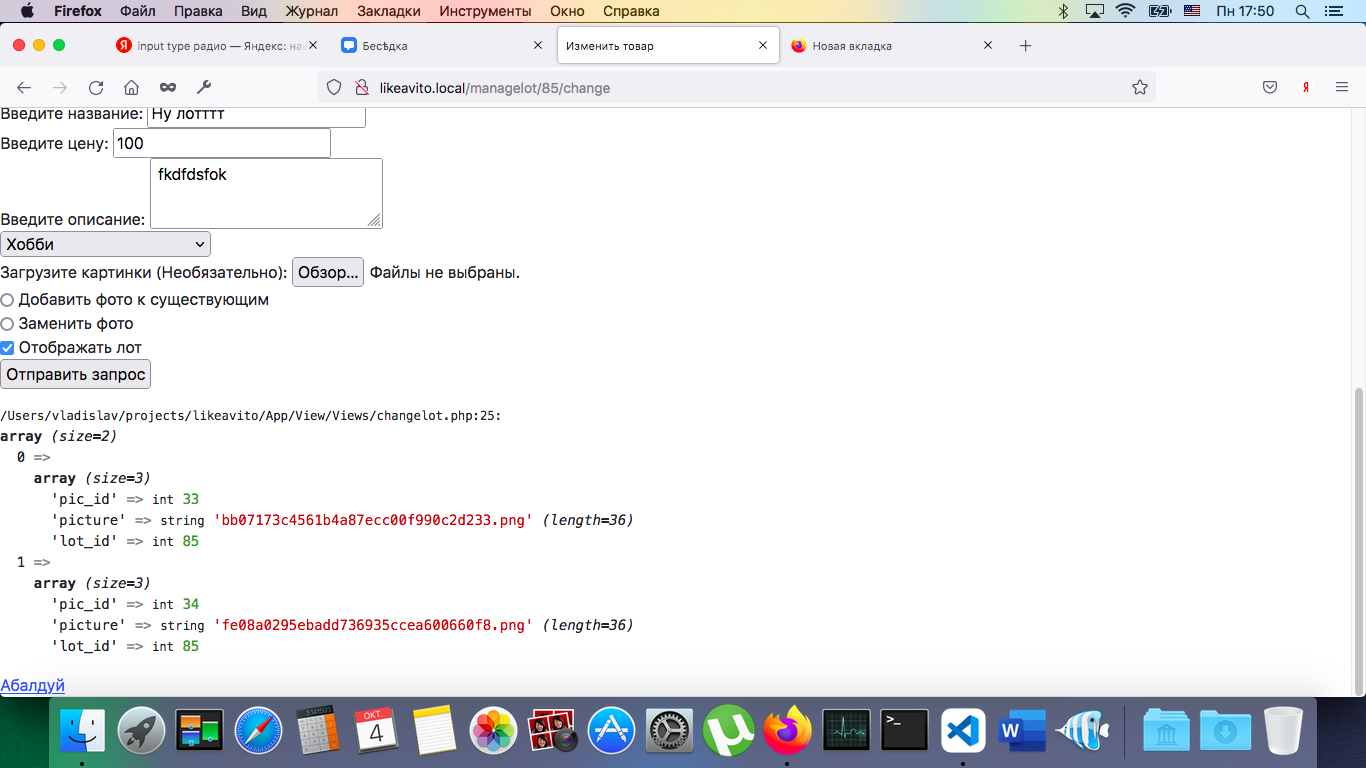 Firefox Файл Правка Вид Журнал Закладки Инструменты Окно Справка Пн 17:50
input type радио — Яндекс: на
Бесѣдка
Изменить товар
Новая вкладка
likeavito.local/managelot/85/change
Введите название: Ну лотттт
Введите цену: 100
fkdfdsfok
Введите описание:
Хобби
Загрузите картинки (Необязательно): Обзор... Файлы не выбраны.
Добавить фото к существующим
Заменить фото
Отображать лот
Отправить запрос
/Users/vladislav/projects/likeavito/App/View/Views/changelot.php:25:
array (size=2)
0 =>
array (size=3)
'pic_id' => int 33
'picture' => string 'bb07173c4561b4a87ecc00f990c2d233.png' (length=36)
'lot_id' => int 85
1 =>
array (size=3)
'pic_id' => int 34
'picture' => string 'fe08a0295ebadd736935ccea600660f8.png' (length=36)
'lot_id' => int 85
Абалдуй
ОКТ.
4